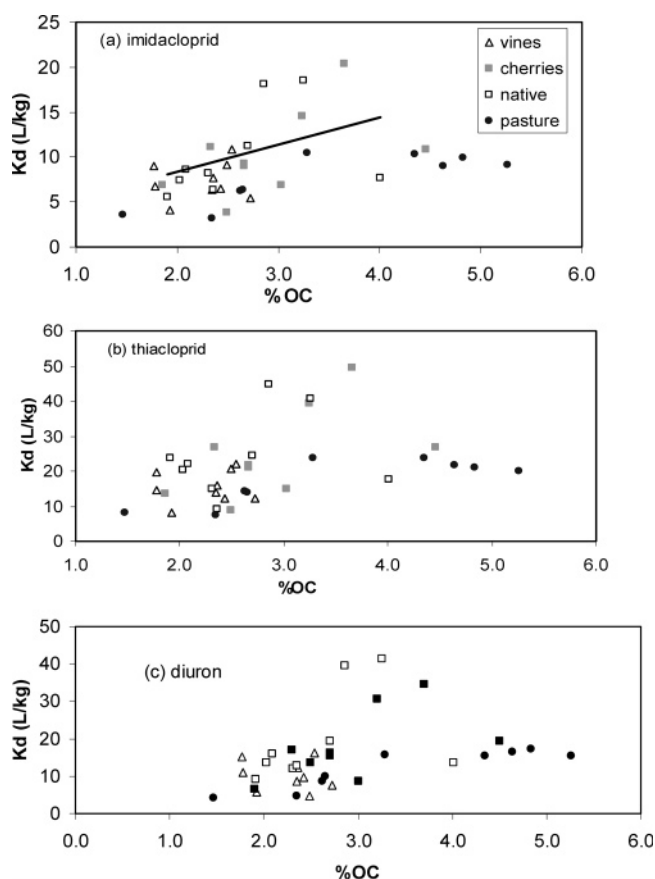 (a) imidacloprid
vines
cherries
native
pasture
Kd (L/kg)
25
20
15
10
5
0
1.0 2.0 3.0 4.0 5.0 6.0
% OC
(b) thiacloprid
Kd (L/kg)
60
50
40
30
20
10
0
1.0 2.0 3.0 4.0 5.0 6.0
%OC
(c) diuron
Kd (L/kg)
50
40
30
20
10
0
0.0 1.0 2.0 3.0 4.0 5.0 6.0
%OC